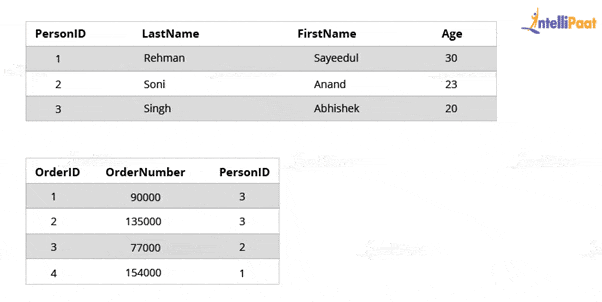 IntelliPaat
PersonID LastName FirstName Age
1 Rehman Sayeedul 30
2 Soni Anand 23
3 Singh Abhishek 20
OrderID OrderNumber PersonID
1 90000 3
2 135000 3
3 77000 2
4 154000 1